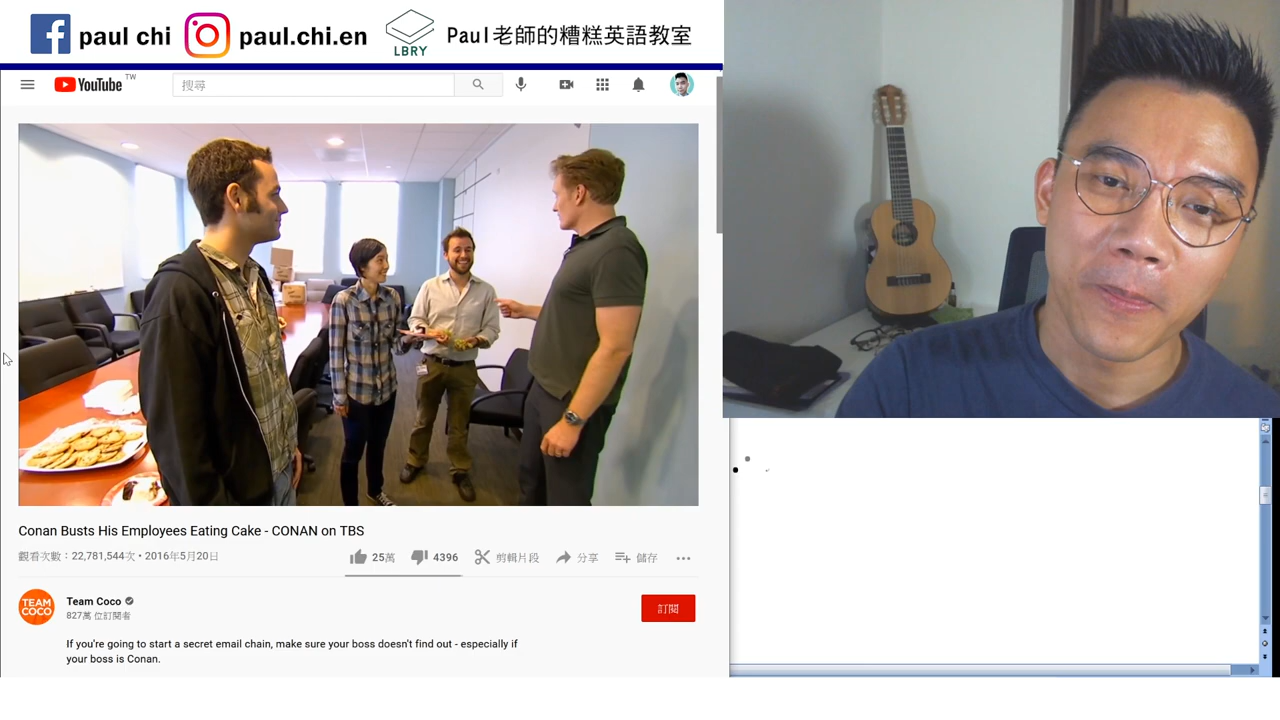 paul chi paul.chi.en LBRY Paul老師的糟糕英語教室
YouTube TW 搜尋
Conan Busts His Employees Eating Cake - CONAN on TBS
觀看次數：22,781,544次 • 2016年5月20日 25萬 4396 剪輯片段 分享 儲存
TEAM COCO
Team Coco
827萬 位訂閱者
訂閱
If you're going to start a secret email chain, make sure your boss doesn't find out - especially if
your boss is Conan.